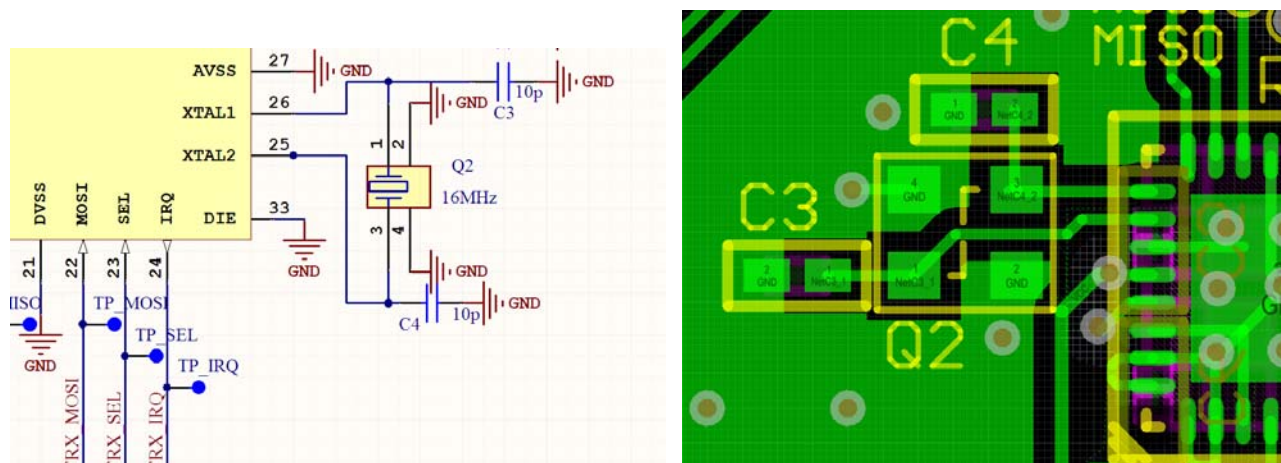 AVSS 27 GND
XTAL1 26
XTAL2 25
DIE 33 GND
DVSS MOSI SEL IRQ
21 22 23 24
GND
TP_MOSI
TP_SEL
TP_IRQ
TRX_MOSI
TRX_SEL
TRX_IRQ
10p
C3
GND
GND
1 2
Q2
16MHz
3 4
GND
C4 10p
GND
C4
MISO
1 GND
2 NetC4_2
C3
4 GND
3 NetC4_2
2 GND
1 NetC3_1
1 NetC3_1
2 GND
Q2